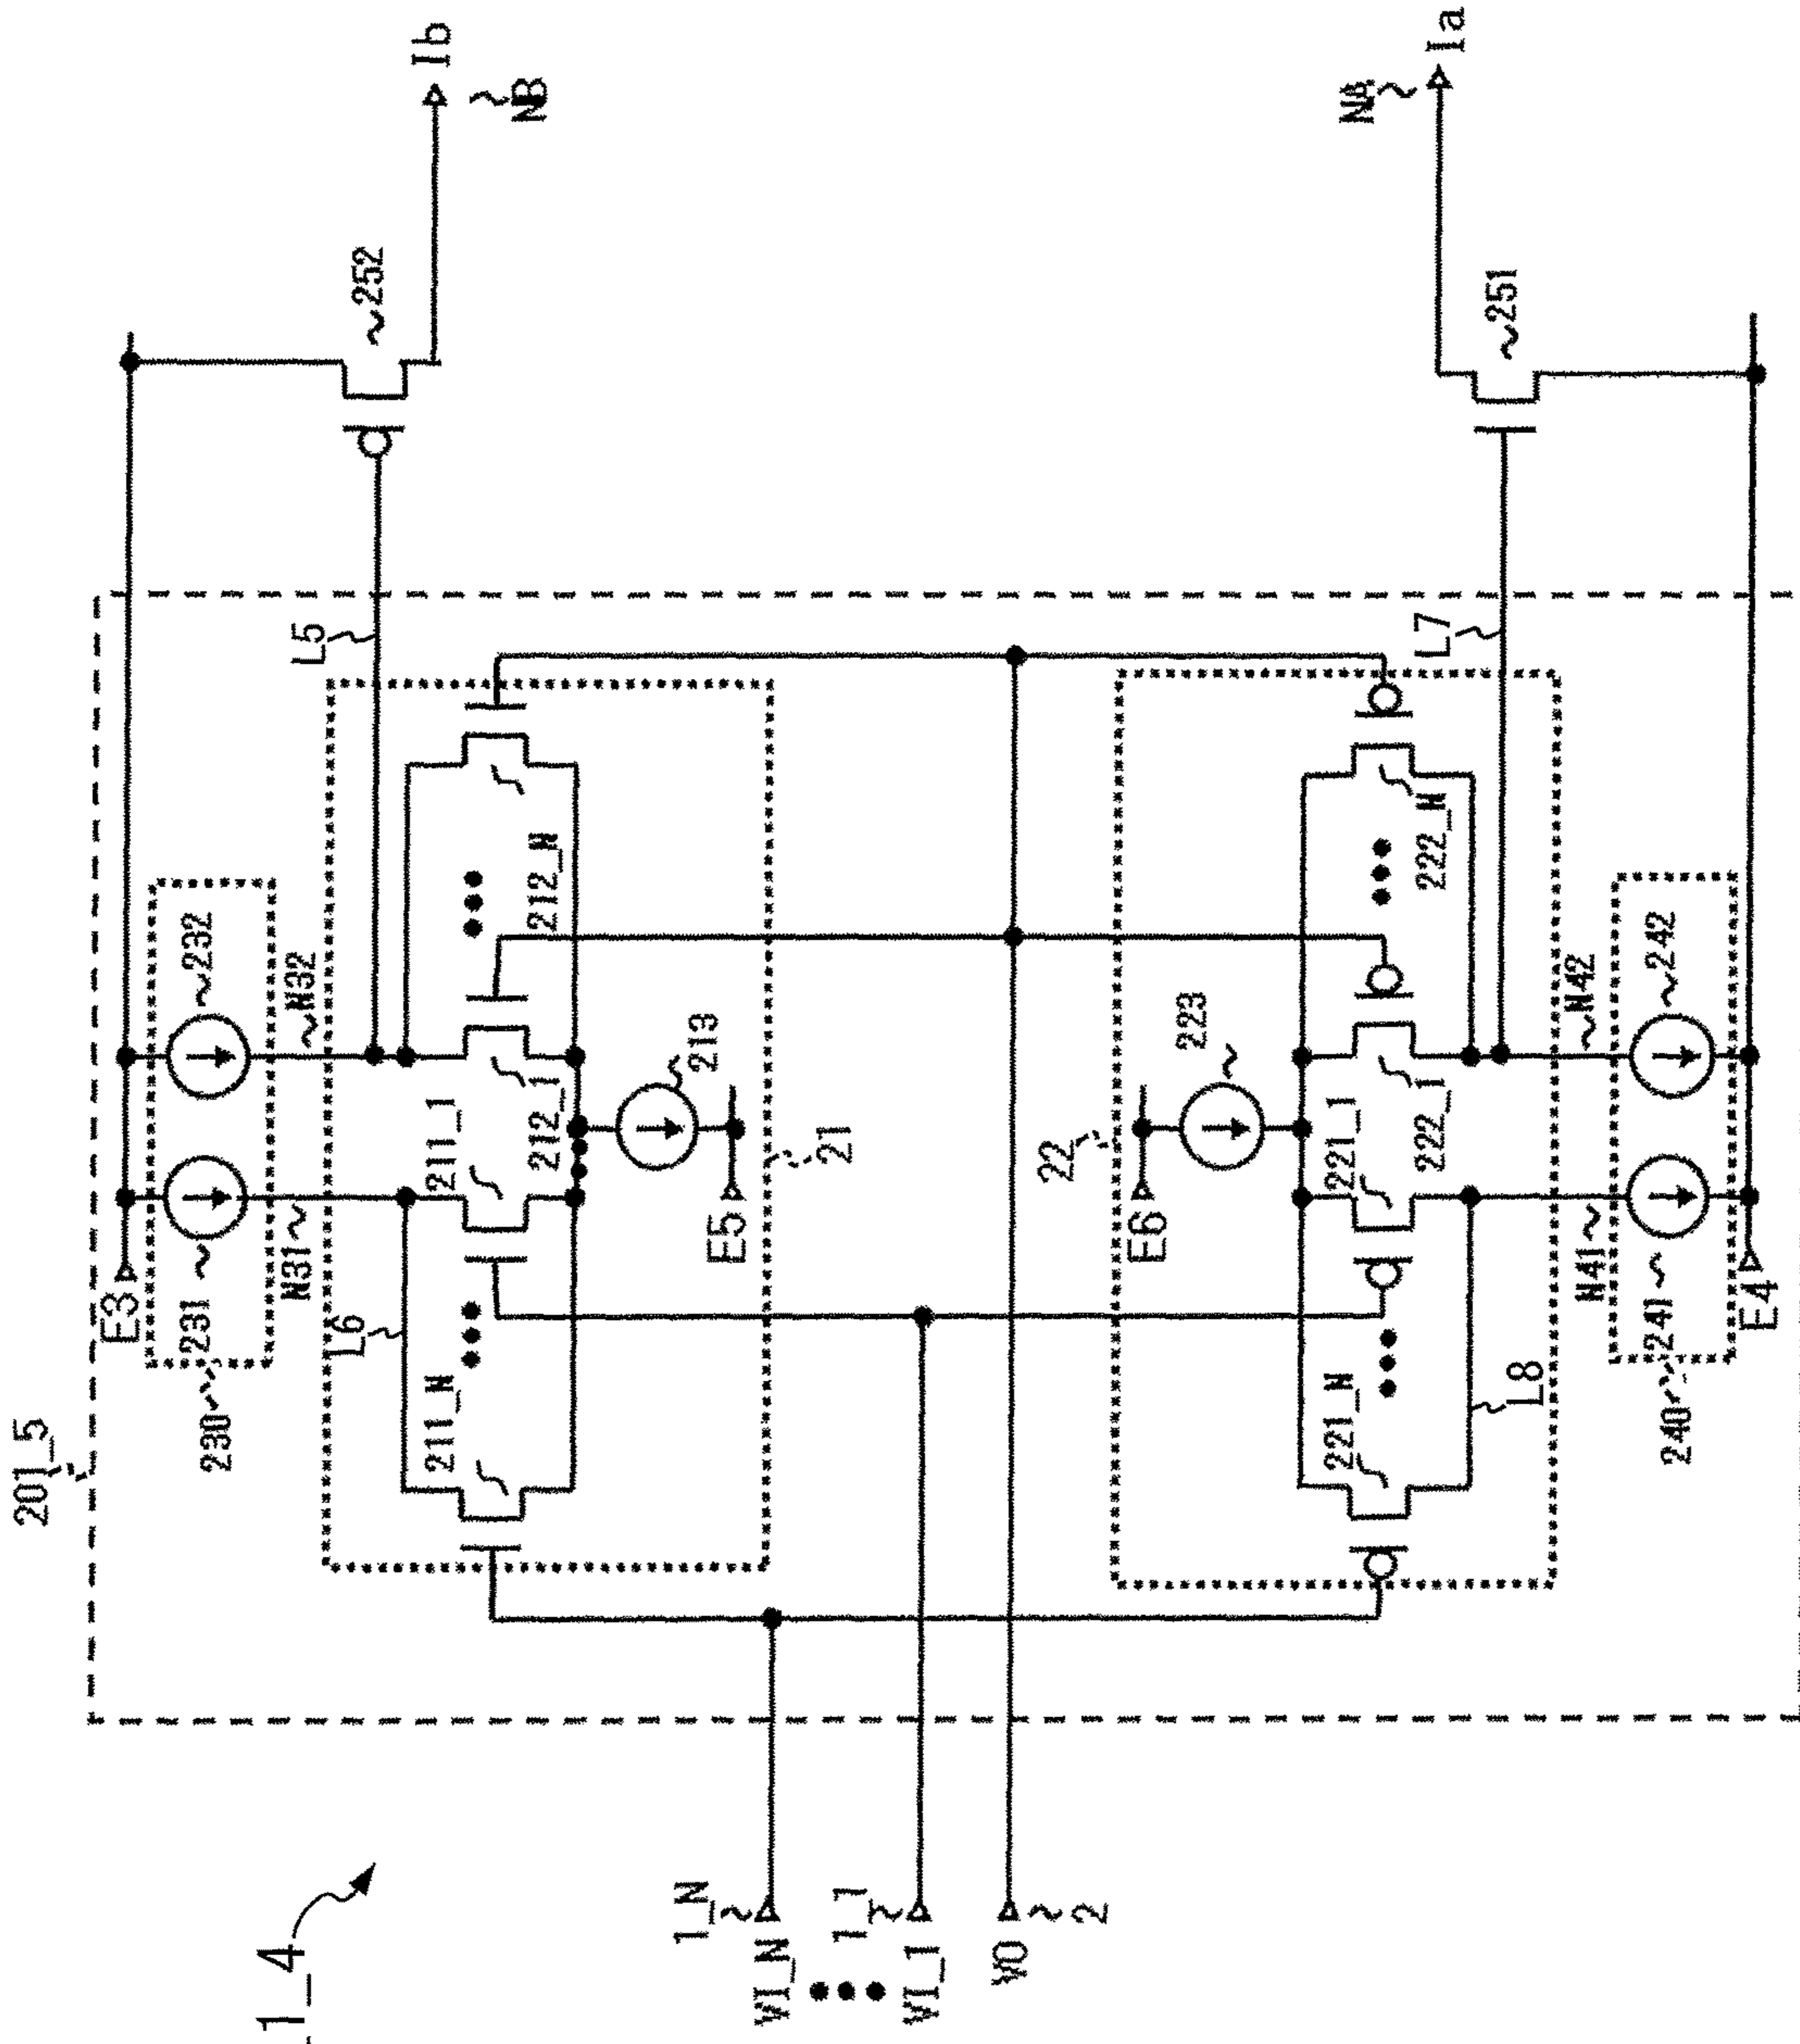 1_4
201_5
E3
230
231
232
N31
N32
L5
L6
252
Ib
NB
211_N
211_1
212_1
212_N
213
E5
21
1_N
VI_N
1_1
VI_1
VO
2
22
E6
223
221_N
221_1
222_1
222_N
L7
L8
N41
N42
240
241
242
E4
251
NA
Ia